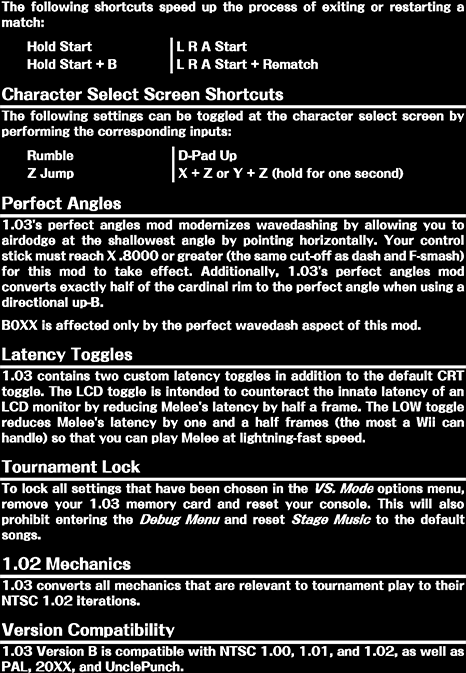 The following shortcuts speed up the process of exiting or restarting a
match:
Hold Start L R A Start
Hold Start + B L R A Start + Rematch
Character Select Screen Shortcuts
The following settings can be toggled at the character select screen by
performing the corresponding inputs:
Rumble D-Pad Up
Z Jump X + Z or Y + Z (hold for one second)
Perfect Angles
1.03's perfect angles mod modernizes wavedashing by allowing you to
airdodge at the shallowest angle by pointing horizontally. Your control
stick must reach X .8000 or greater (the same cut-off as dash and F-smash)
for this mod to take effect. Additionally, 1.03's perfect angles mod
converts exactly half of the cardinal rim to the perfect angle when using a
directional up-B.
B0XX is affected only by the perfect wavedash aspect of this mod.
Latency Toggles
1.03 contains two custom latency toggles in addition to the default CRT
toggle. The LCD toggle is intended to counteract the innate latency of an
LCD monitor by reducing Melee's latency by half a frame. The LOW toggle
reduces Melee's latency by one and a half frames (the most a Wii can
handle) so that you can play Melee at lightning-fast speed.
Tournament Lock
To lock all settings that have been chosen in the VS. Mode options menu,
remove your 1.03 memory card and reset your console. This will also
prohibit entering the Debug Menu and reset Stage Music to the default
songs.
1.02 Mechanics
1.03 converts all mechanics that are relevant to tournament play to their
NTSC 1.02 iterations.
Version Compatibility
1.03 Version B is compatible with NTSC 1.00, 1.01, and 1.02, as well as
PAL, 20XX, and UnclePunch.